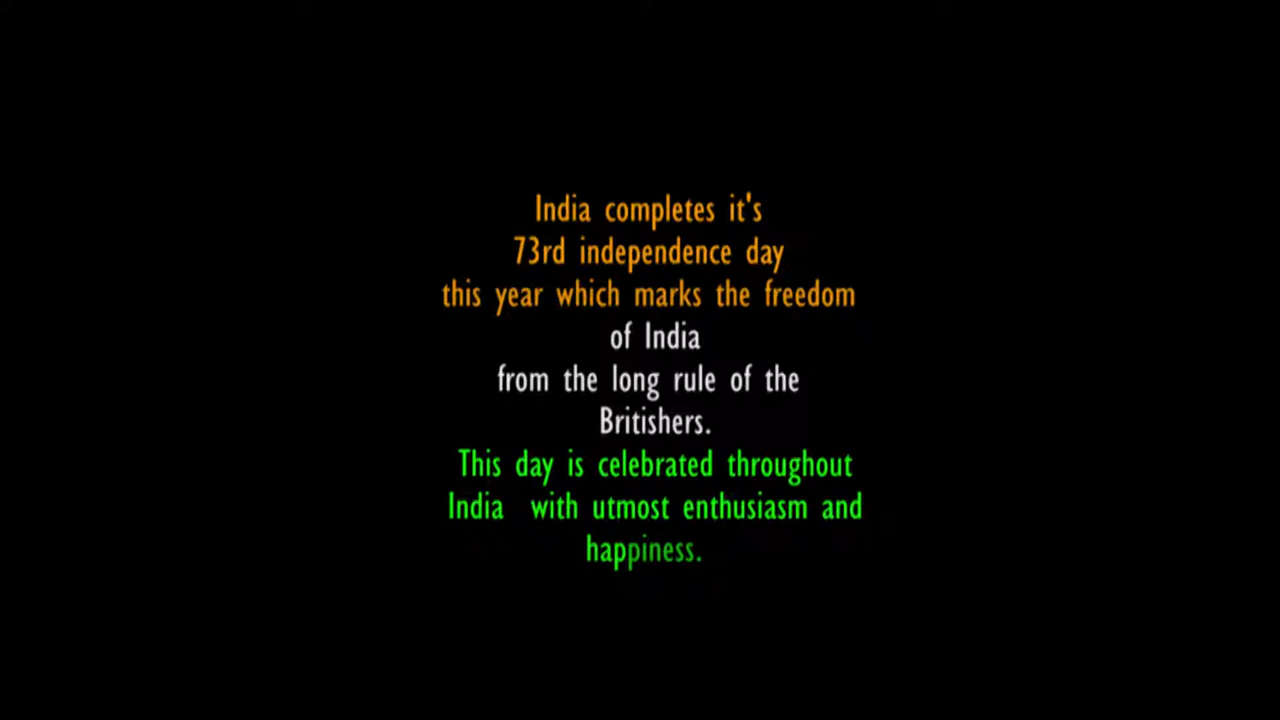 India completes it's
73rd independence day
this year which marks the freedom
of India
from the long rule of the
Britishers.
This day is celebrated throughout
India with utmost enthusiasm and
happiness.